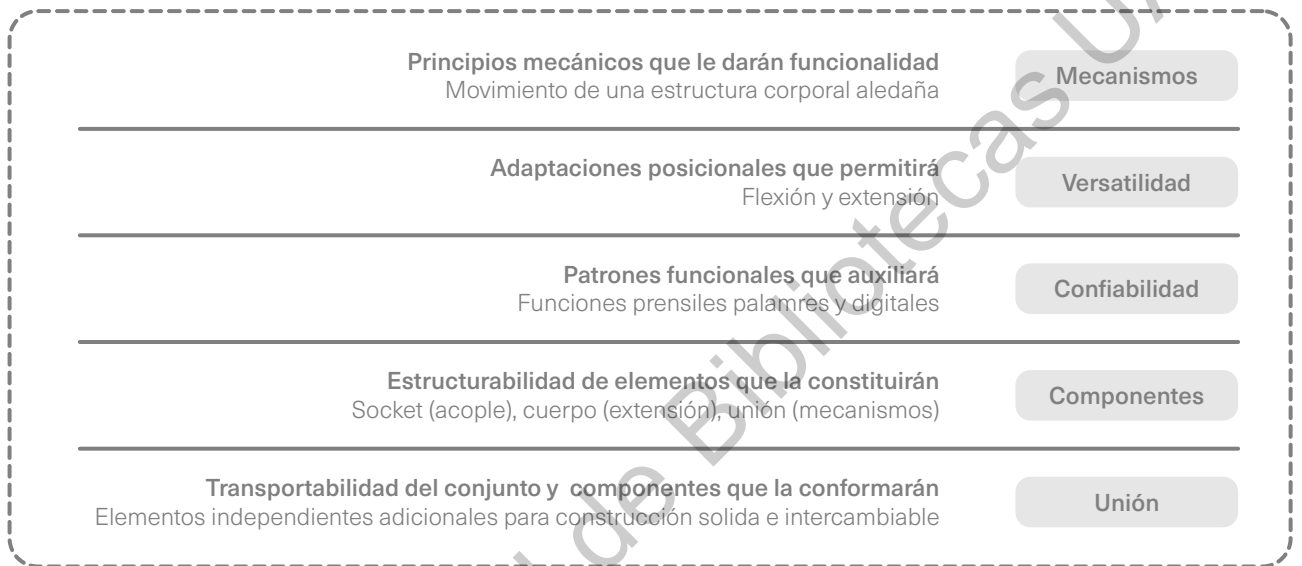 Principios mecánicos que le darán funcionalidad
Movimiento de una estructura corporal aledaña
Mecanismos
Adaptaciones posicionales que permitirá
Flexión y extensión
Versatilidad
Patrones funcionales que auxiliará
Funciones prensiles palamres y digitales
Confiabilidad
Estructurabilidad de elementos que la constituirán
Socket (acople), cuerpo (extensión), unión (mecanismos)
Componentes
Transportabilidad del conjunto y componentes que la conformarán
Elementos independientes adicionales para construcción solida e intercambiable
Unión
de Bibliotecas